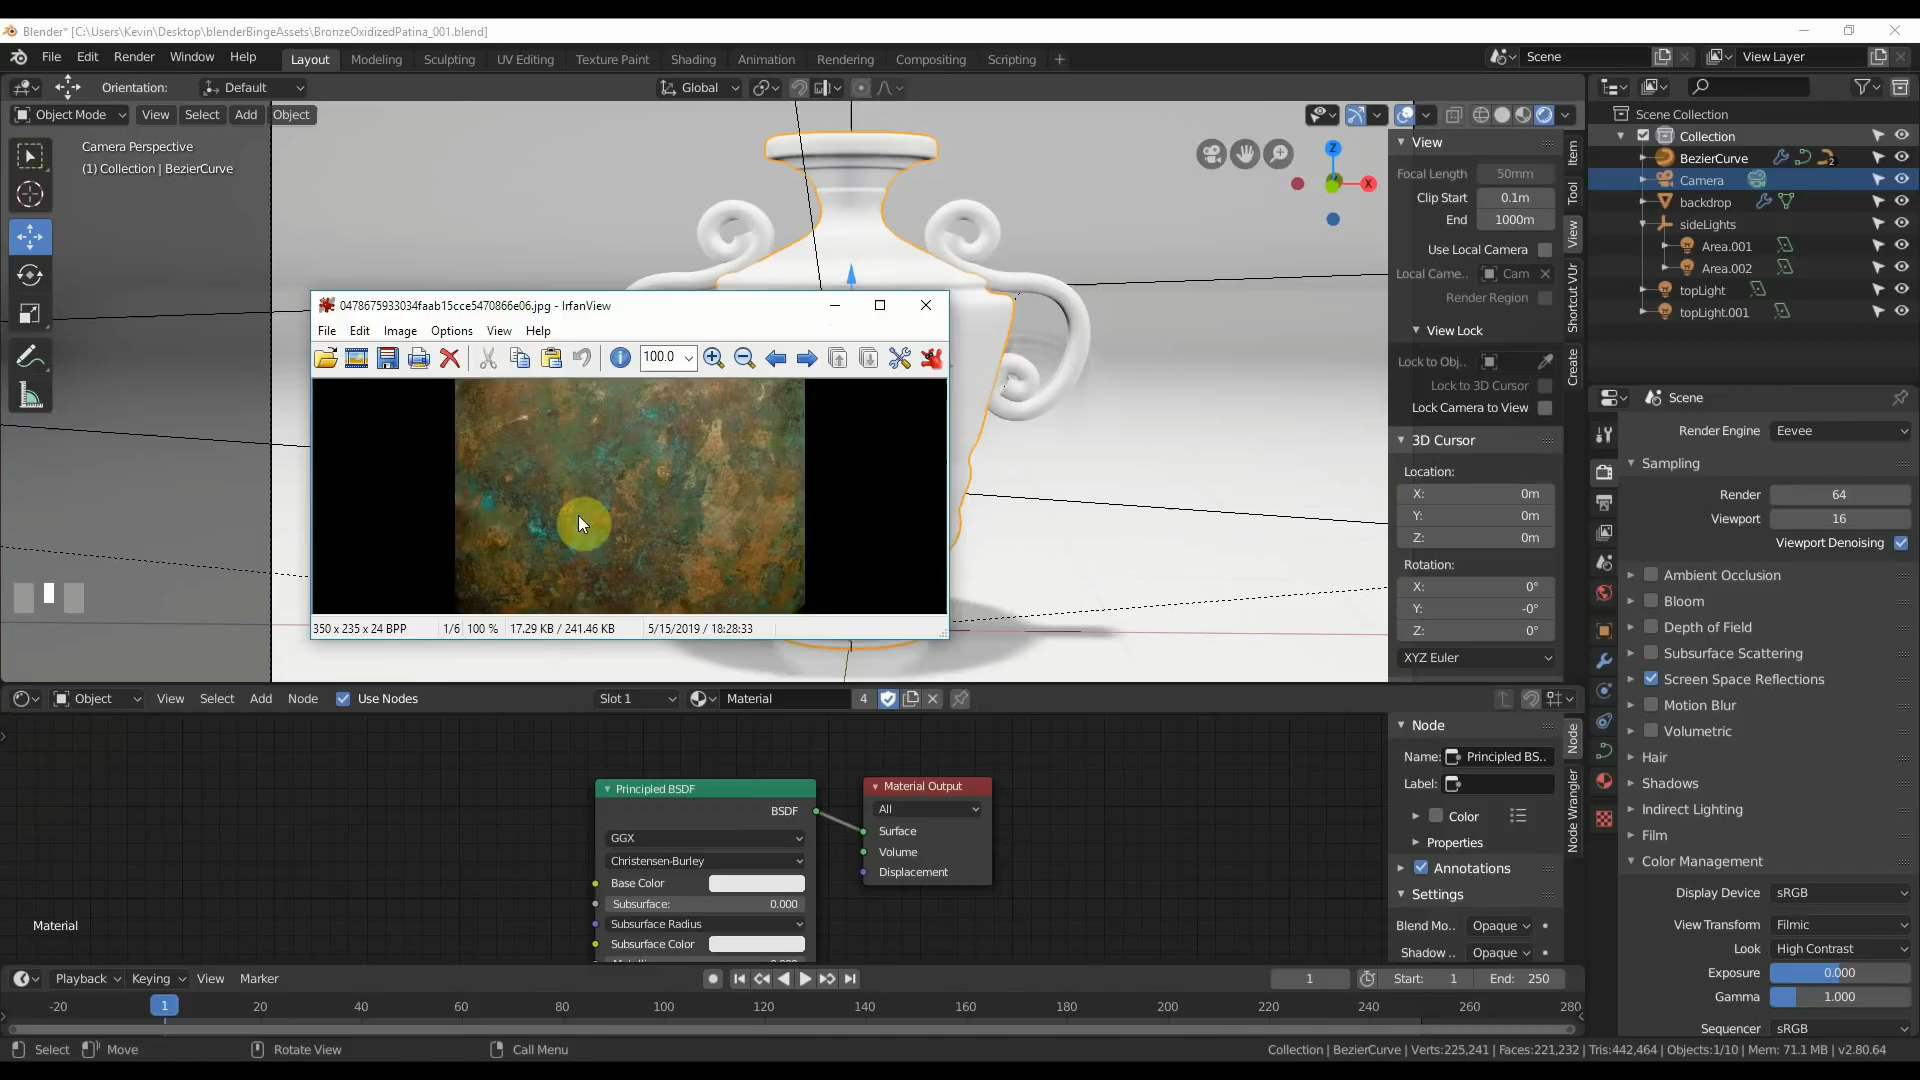 Blender* [C:\Users\Kevin\Desktop\blenderBingeAssets\BronzeOxidizedPatina_001.blend]
File Edit Render Window Help Layout Modeling Sculpting UV Editing Texture Paint Shading Animation Rendering Compositing Scripting + Scene View Layer
Orientation: Default Global
Object Mode View Select Add Object
Camera Perspective
(1) Collection | BezierCurve
Z
X
View
Focal Length 50mm
Clip Start 0.1m
End 1000m
Use Local Camera
Local Came.. Cam
Render Region
View Lock
Lock to Obj..
Lock to 3D Cursor
Lock Camera to View
3D Cursor
Location:
X: 0m
Y: 0m
Z: 0m
Rotation:
X: 0°
Y: -0°
Z: 0°
XYZ Euler
Item
Tool
View
Shortcut VUr
Create
Scene Collection
Collection
BezierCurve 2
Camera
backdrop
sideLights
Area.001
Area.002
topLight
topLight.001
Scene
Render Engine Eevee
Sampling
Render 64
Viewport 16
Viewport Denoising
Ambient Occlusion
Bloom
Depth of Field
Subsurface Scattering
Screen Space Reflections
Motion Blur
Volumetric
Hair
Shadows
Indirect Lighting
Film
Color Management
Display Device sRGB
View Transform Filmic
Look High Contrast
Exposure 0.000
Gamma 1.000
Sequencer sRGB
0478675933034faab15cce5470866e06.jpg - IrfanView
File Edit Image Options View Help
100.0
350 x 235 x 24 BPP 1/6 100 % 17.29 KB / 241.46 KB 5/15/2019 / 18:28:33
Object View Select Add Node Use Nodes Slot 1 Material 4
Principled BSDF
BSDF
GGX
Christensen-Burley
Base Color
Subsurface: 0.000
Subsurface Radius
Subsurface Color
Material Output
All
Surface
Volume
Displacement
Material
Node
Name: Principled BS..
Label:
Color
Properties
Annotations
Settings
Blend Mo.. Opaque
Shadow .. Opaque
Node
Node Wrangler
Playback Keying View Marker 1 Start: 1 End: 250
-20 1 20 40 60 80 100 120 140 160 180 200 220 240 260 280
Select Move Rotate View Call Menu Collection | BezierCurve | Verts:225,241 | Faces:221,232 | Tris:442,464 | Objects:1/10 | Mem: 71.1 MB | v2.80.64